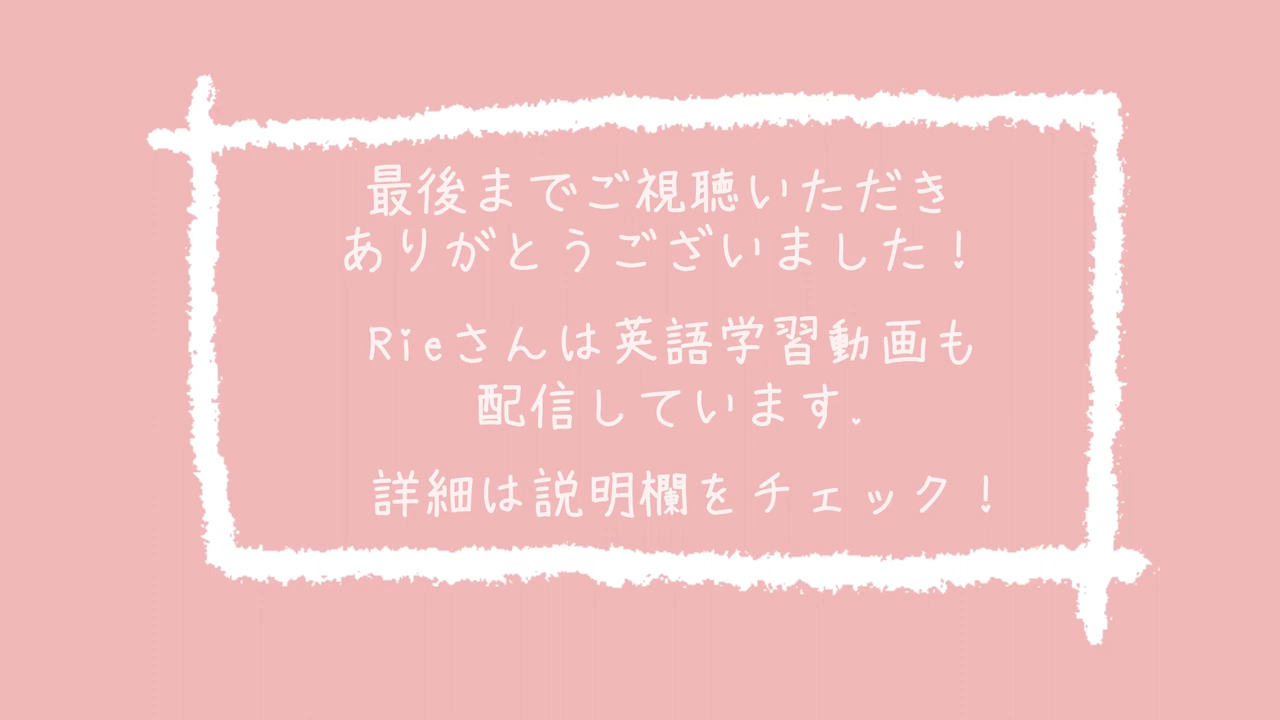 最後までご視聴いただき
ありがとうございました！
Rieさんは英語学習動画も
配信しています。
詳細は説明欄をチェック！